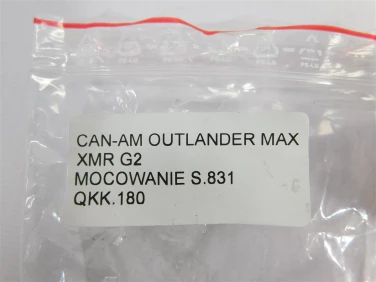 CAN-AM OUTLANDER MAX
XMR G2
MOCOWANIE S.831
QKK.180